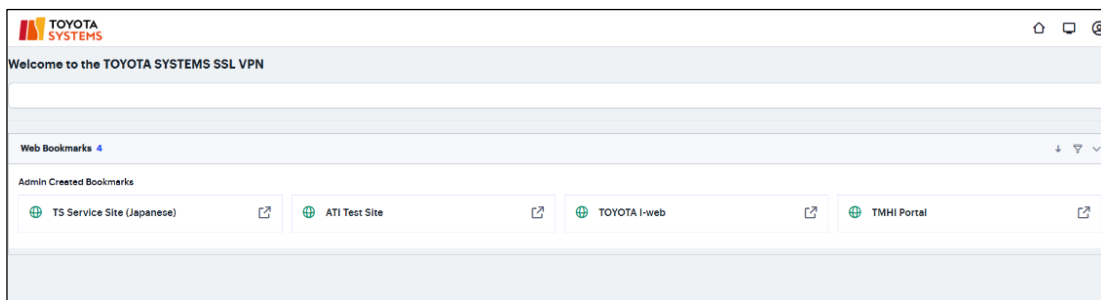 TOYOTA
SYSTEMS
Welcome to the TOYOTA SYSTEMS SSL VPN
Web Bookmarks 4
Admin Created Bookmarks
TS Service Site (Japanese)
ATI Test Site
TOYOTA I-web
TMHI Portal